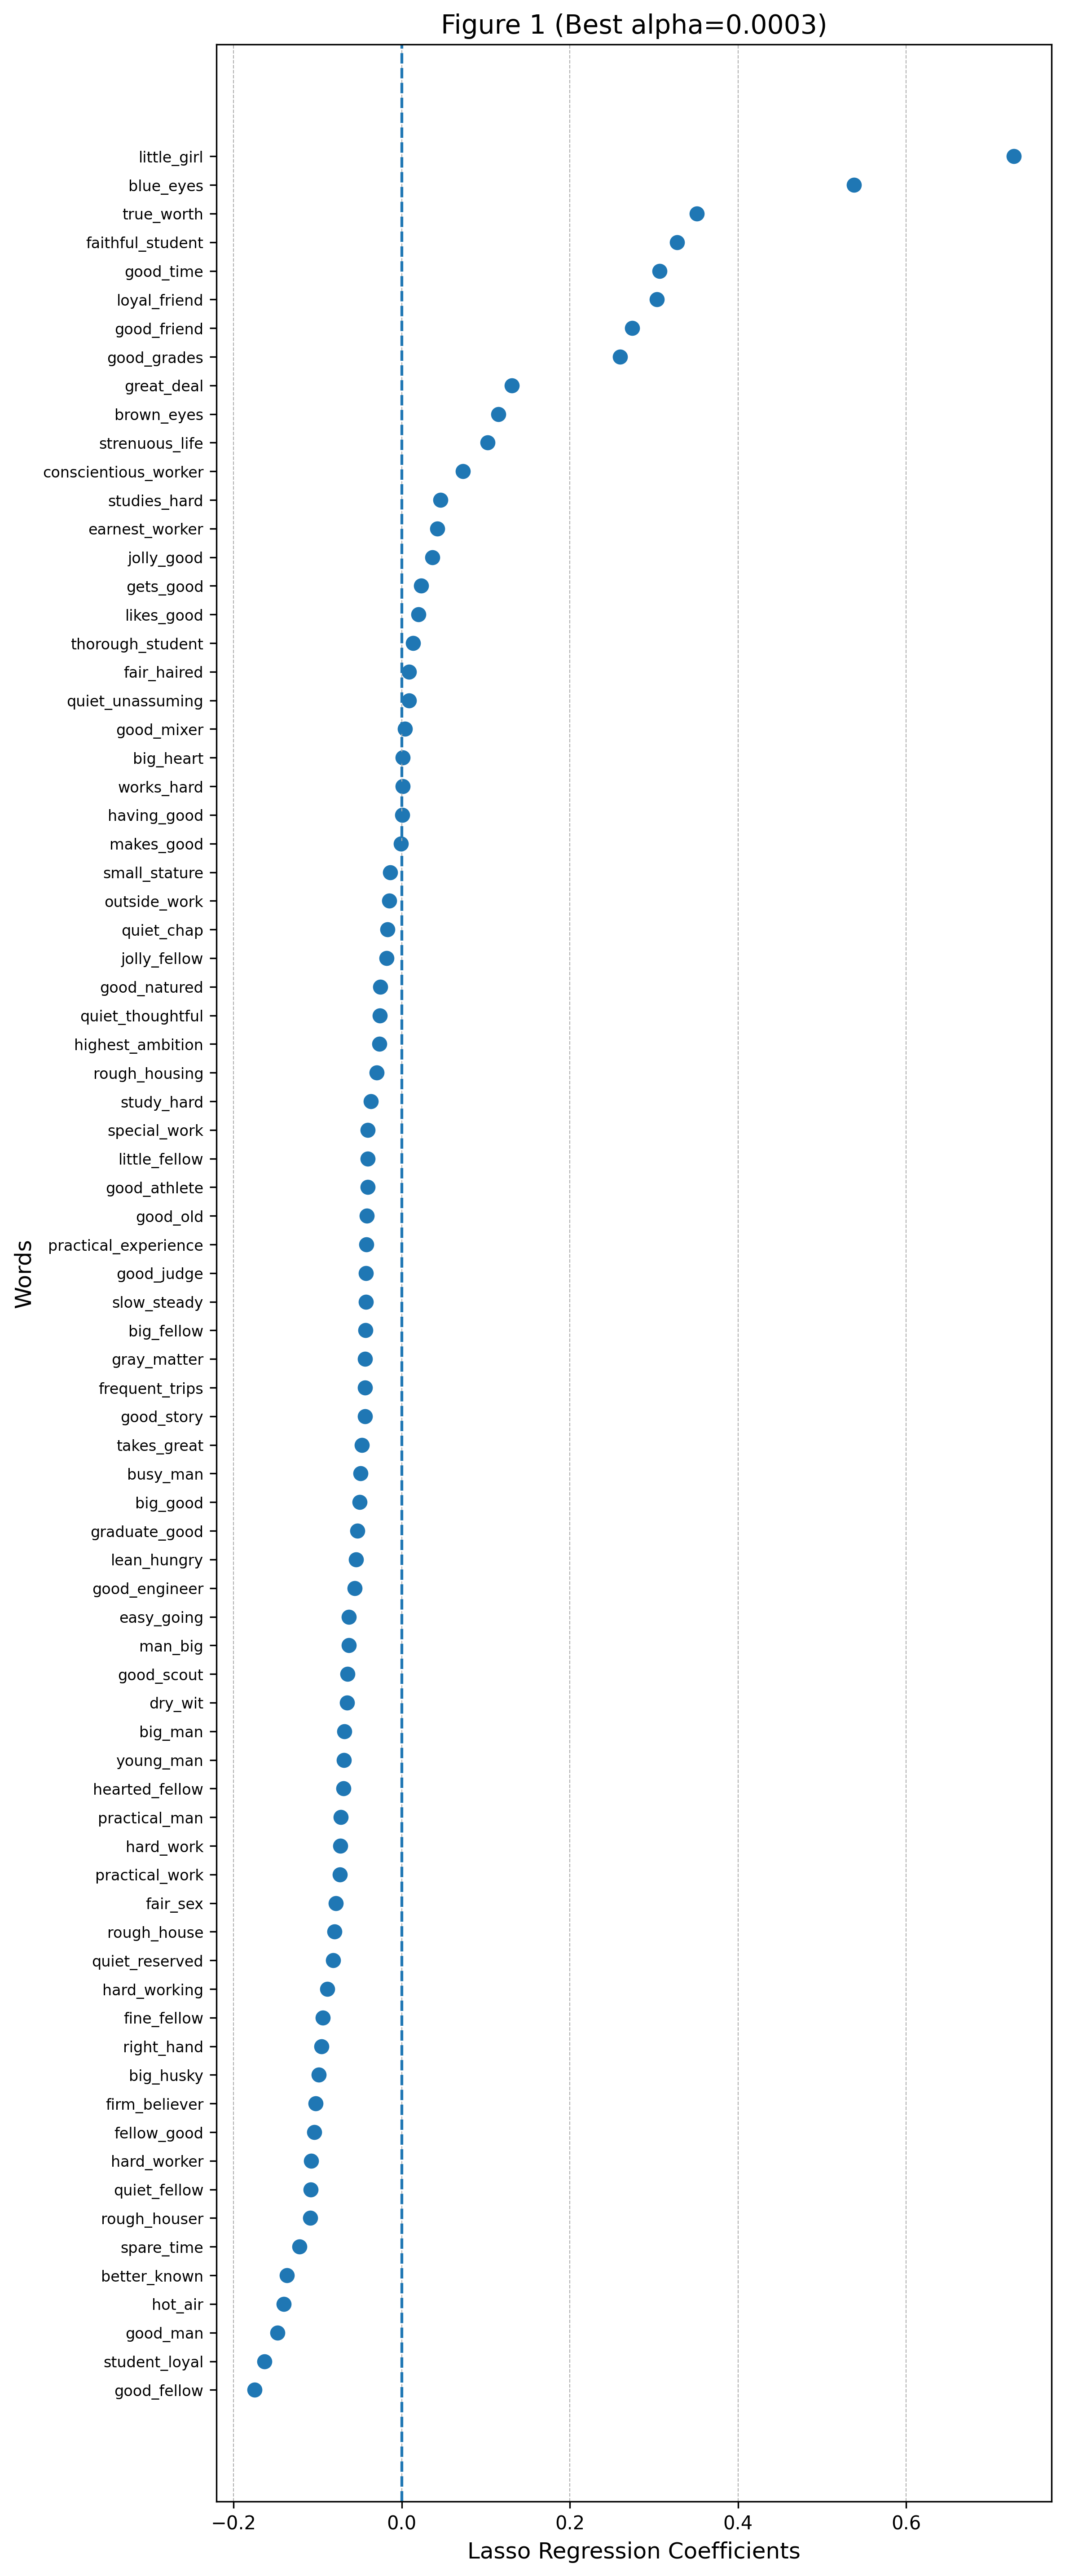 Figure 1 (Best alpha=0.0003)
little_girl
blue_eyes
true_worth
faithful_student
good_time
loyal_friend
good_friend
good_grades
great_deal
brown_eyes
strenuous_life
conscientious_worker
studies_hard
earnest_worker
jolly_good
gets_good
likes_good
thorough_student
fair_haired
quiet_unassuming
good_mixer
big_heart
works_hard
having_good
makes_good
small_stature
outside_work
quiet_chap
jolly_fellow
good_natured
quiet_thoughtful
highest_ambition
rough_housing
study_hard
special_work
little_fellow
good_athlete
good_old
practical_experience
good_judge
slow_steady
big_fellow
gray_matter
frequent_trips
good_story
takes_great
busy_man
big_good
graduate_good
lean_hungry
good_engineer
easy_going
man_big
good_scout
dry_wit
big_man
young_man
hearted_fellow
practical_man
hard_work
practical_work
fair_sex
rough_house
quiet_reserved
hard_working
fine_fellow
right_hand
big_husky
firm_believer
fellow_good
hard_worker
quiet_fellow
rough_houser
spare_time
better_known
hot_air
good_man
student_loyal
good_fellow
Words
−0.2 0.0 0.2 0.4 0.6
Lasso Regression Coefficients